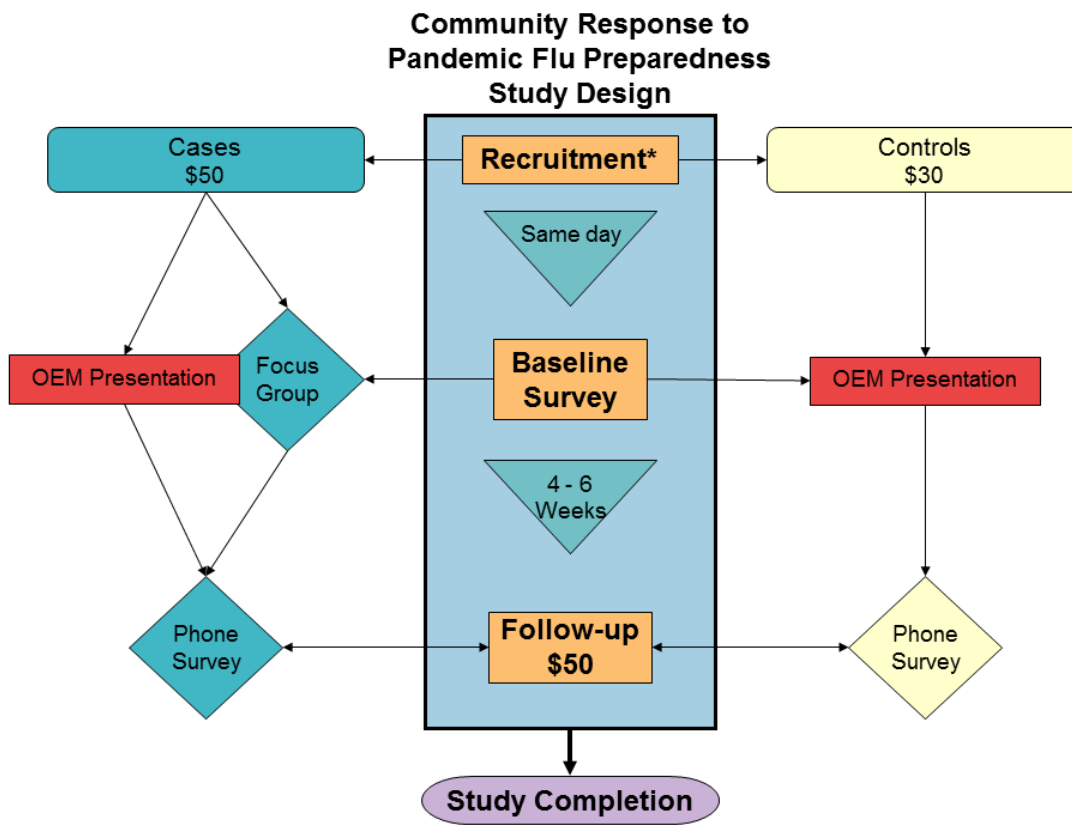 Community Response to
Pandemic Flu Preparedness
Study Design
Cases
$50
Recruitment*
Controls
$30
Same day
OEM Presentation
Focus
Group
Baseline
Survey
OEM Presentation
4 - 6
Weeks
Phone
Survey
Follow-up
$50
Phone
Survey
Study Completion